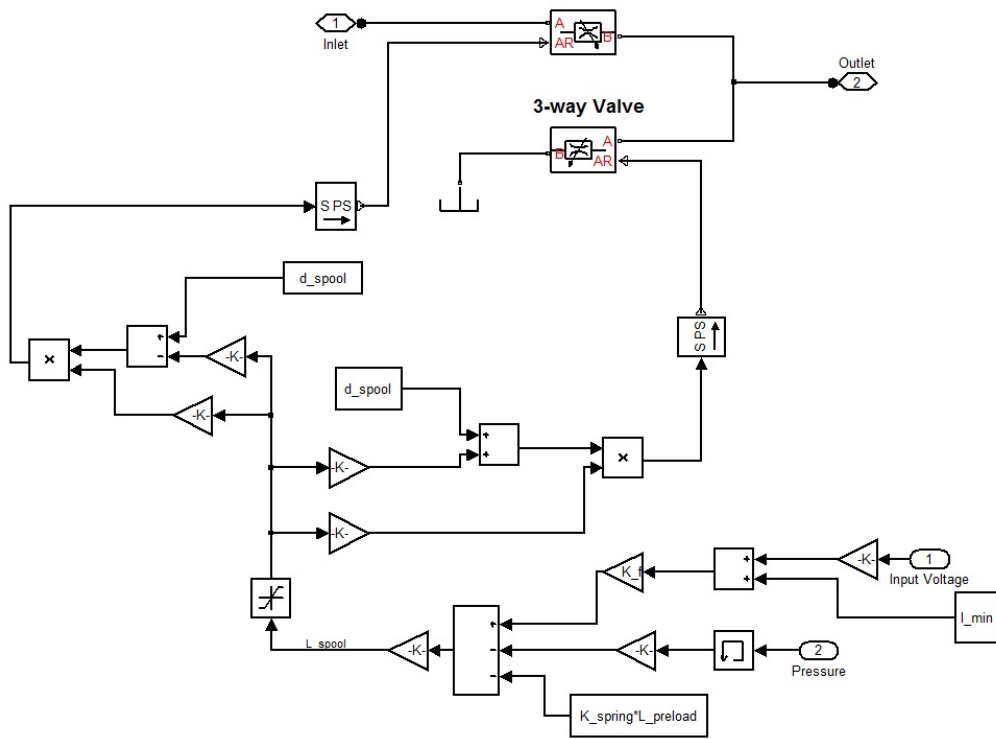 1
Inlet
A
AR
B
Outlet
2
3-way Valve
A
B
AR
S PS
d_spool
+
-
-K-
×
-K-
S PS
d_spool
+
+
-K-
×
-K-
K_f
+
+
-K-
1
Input Voltage
I_min
L_spool
-K-
+
-
-
-K-
2
Pressure
K_spring*L_preload